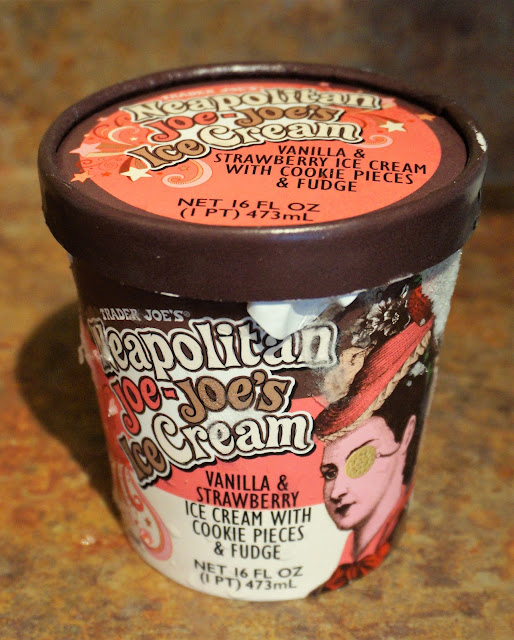 TRADER JOE'S
Neapolitan
Joe-Joe's
Ice Cream
VANILLA &
STRAWBERRY ICE CREAM
WITH COOKIE PIECES
& FUDGE
NET 16 FL OZ
(1 PT) 473mL
TRADER JOE'S®
Neapolitan
Joe-Joe's
Ice Cream
VANILLA &
STRAWBERRY
ICE CREAM WITH
COOKIE PIECES
& FUDGE
NET 16 FL OZ
(1 PT) 473mL